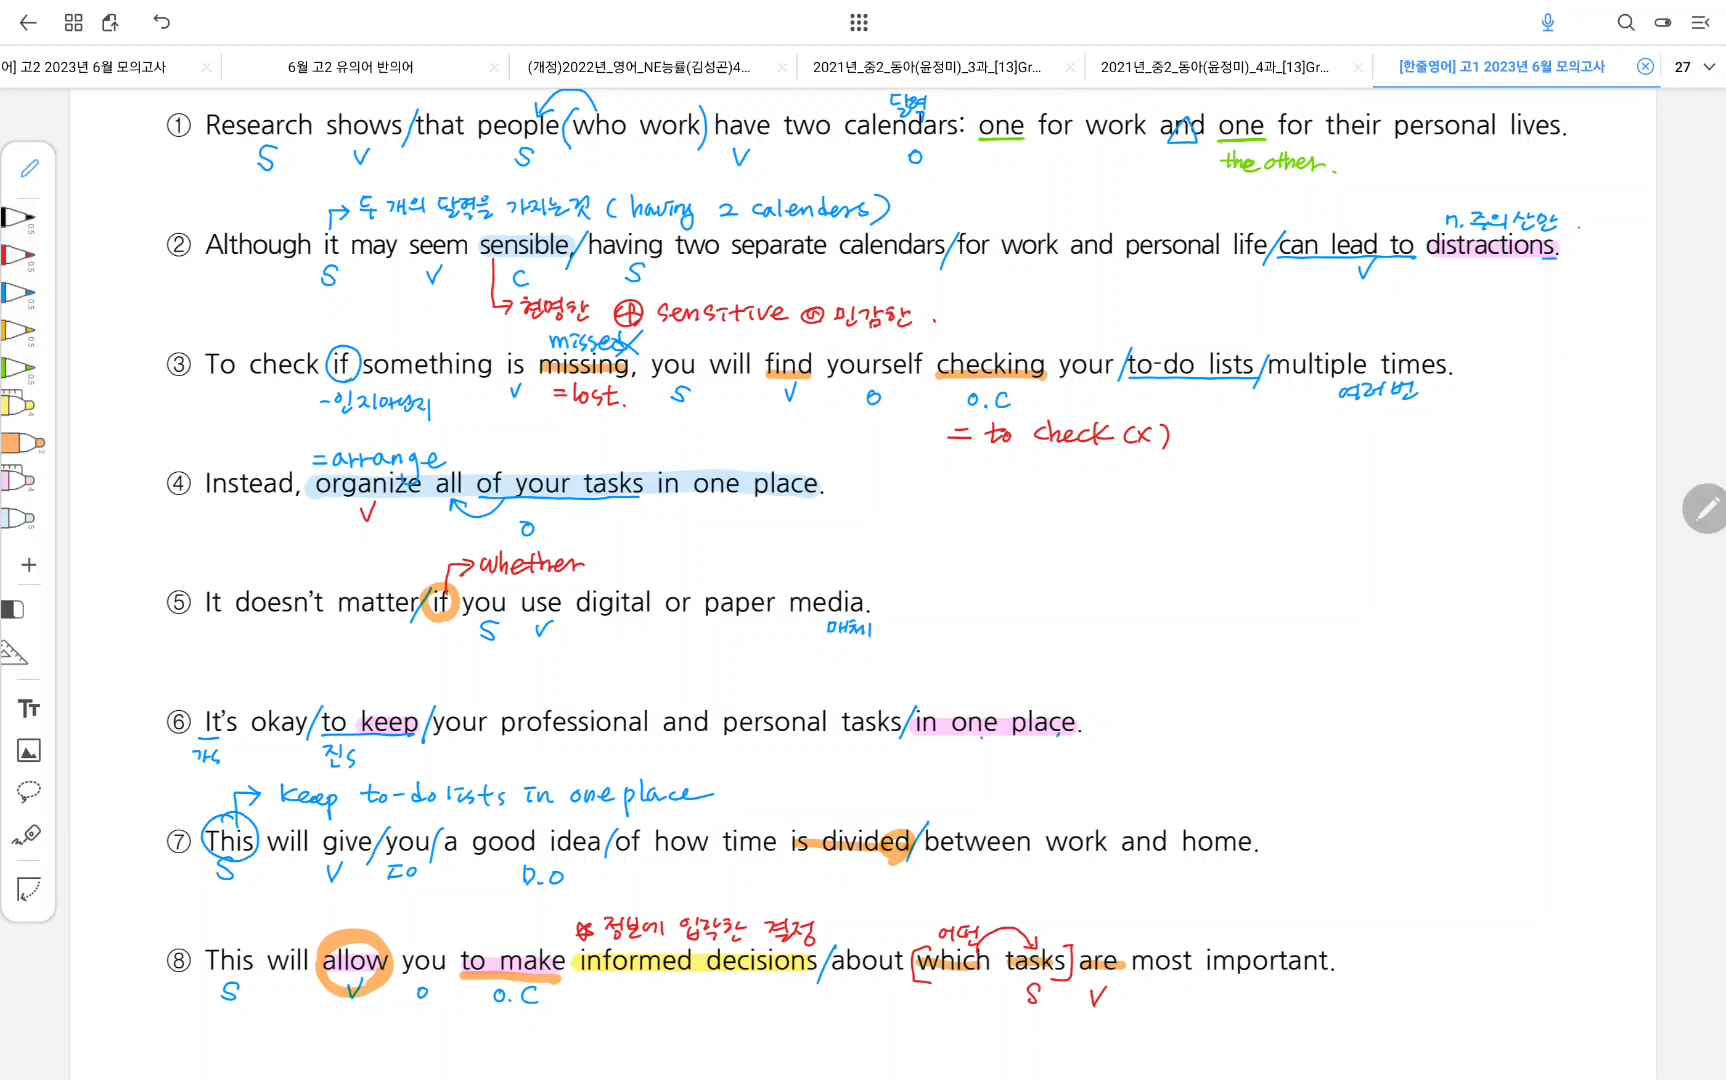 어] 고2 2023년 6월 모의고사
6월 고2 유의어 반의어
(개정)2022년_영어_NE능률(김성곤)4...
2021년_중2_동아(윤정미)_3과_[13]Gr...
2021년_중2_동아(윤정미)_4과_[13]Gr...
[한줄영어] 고1 2023년 6월 모의고사
27
달력
① Research shows/that people(who work) have two calendars: one for work and one for their personal lives.
S V S V O the other.
두 개의 달력을 가지는것 (having 2 calenders)
n. 주의산만.
② Although it may seem sensible,/having two separate calendars/for work and personal life/can lead to distractions.
S V C S V
현명한 sensitive 민감한.
missed X
③ To check if something is missing, you will find yourself checking your/to-do lists/multiple times.
-인지아닌지 V =lost. S V O O.C 여러번
= to check (X)
=arrange
④ Instead, organize all of your tasks in one place.
V O
whether
⑤ It doesn't matter/if you use digital or paper media.
S V 매체
⑥ It's okay/to keep/your professional and personal tasks/in one place.
가S 진S
keep to-do lists in one place
⑦ This will give/you/a good idea/of how time is divided/between work and home.
S V IO D.O
정보에 입각한 결정 어떤
⑧ This will allow you to make informed decisions/about [which tasks] are most important.
S V O O.C S V
TT